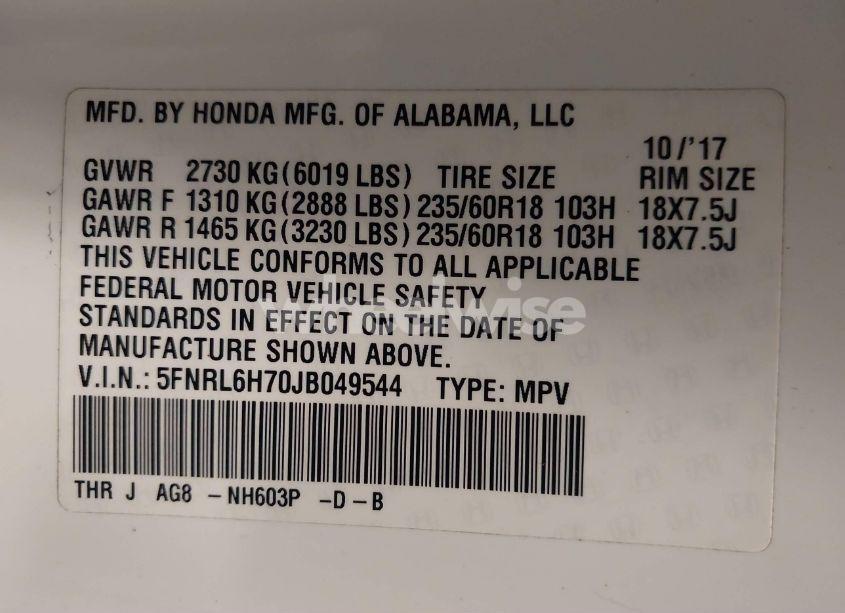 MFD. BY HONDA MFG. OF ALABAMA, LLC
10/'17
GVWR 2730 KG(6019 LBS) TIRE SIZE RIM SIZE
GAWR F 1310 KG(2888 LBS) 235/60R18 103H 18X7.5J
GAWR R 1465 KG(3230 LBS) 235/60R18 103H 18X7.5J
THIS VEHICLE CONFORMS TO ALL APPLICABLE
FEDERAL MOTOR VEHICLE SAFETY
STANDARDS IN EFFECT ON THE DATE OF
MANUFACTURE SHOWN ABOVE.
V.I.N.: 5FNRL6H70JB049544 TYPE: MPV
THR J AG8 -NH603P -D-B